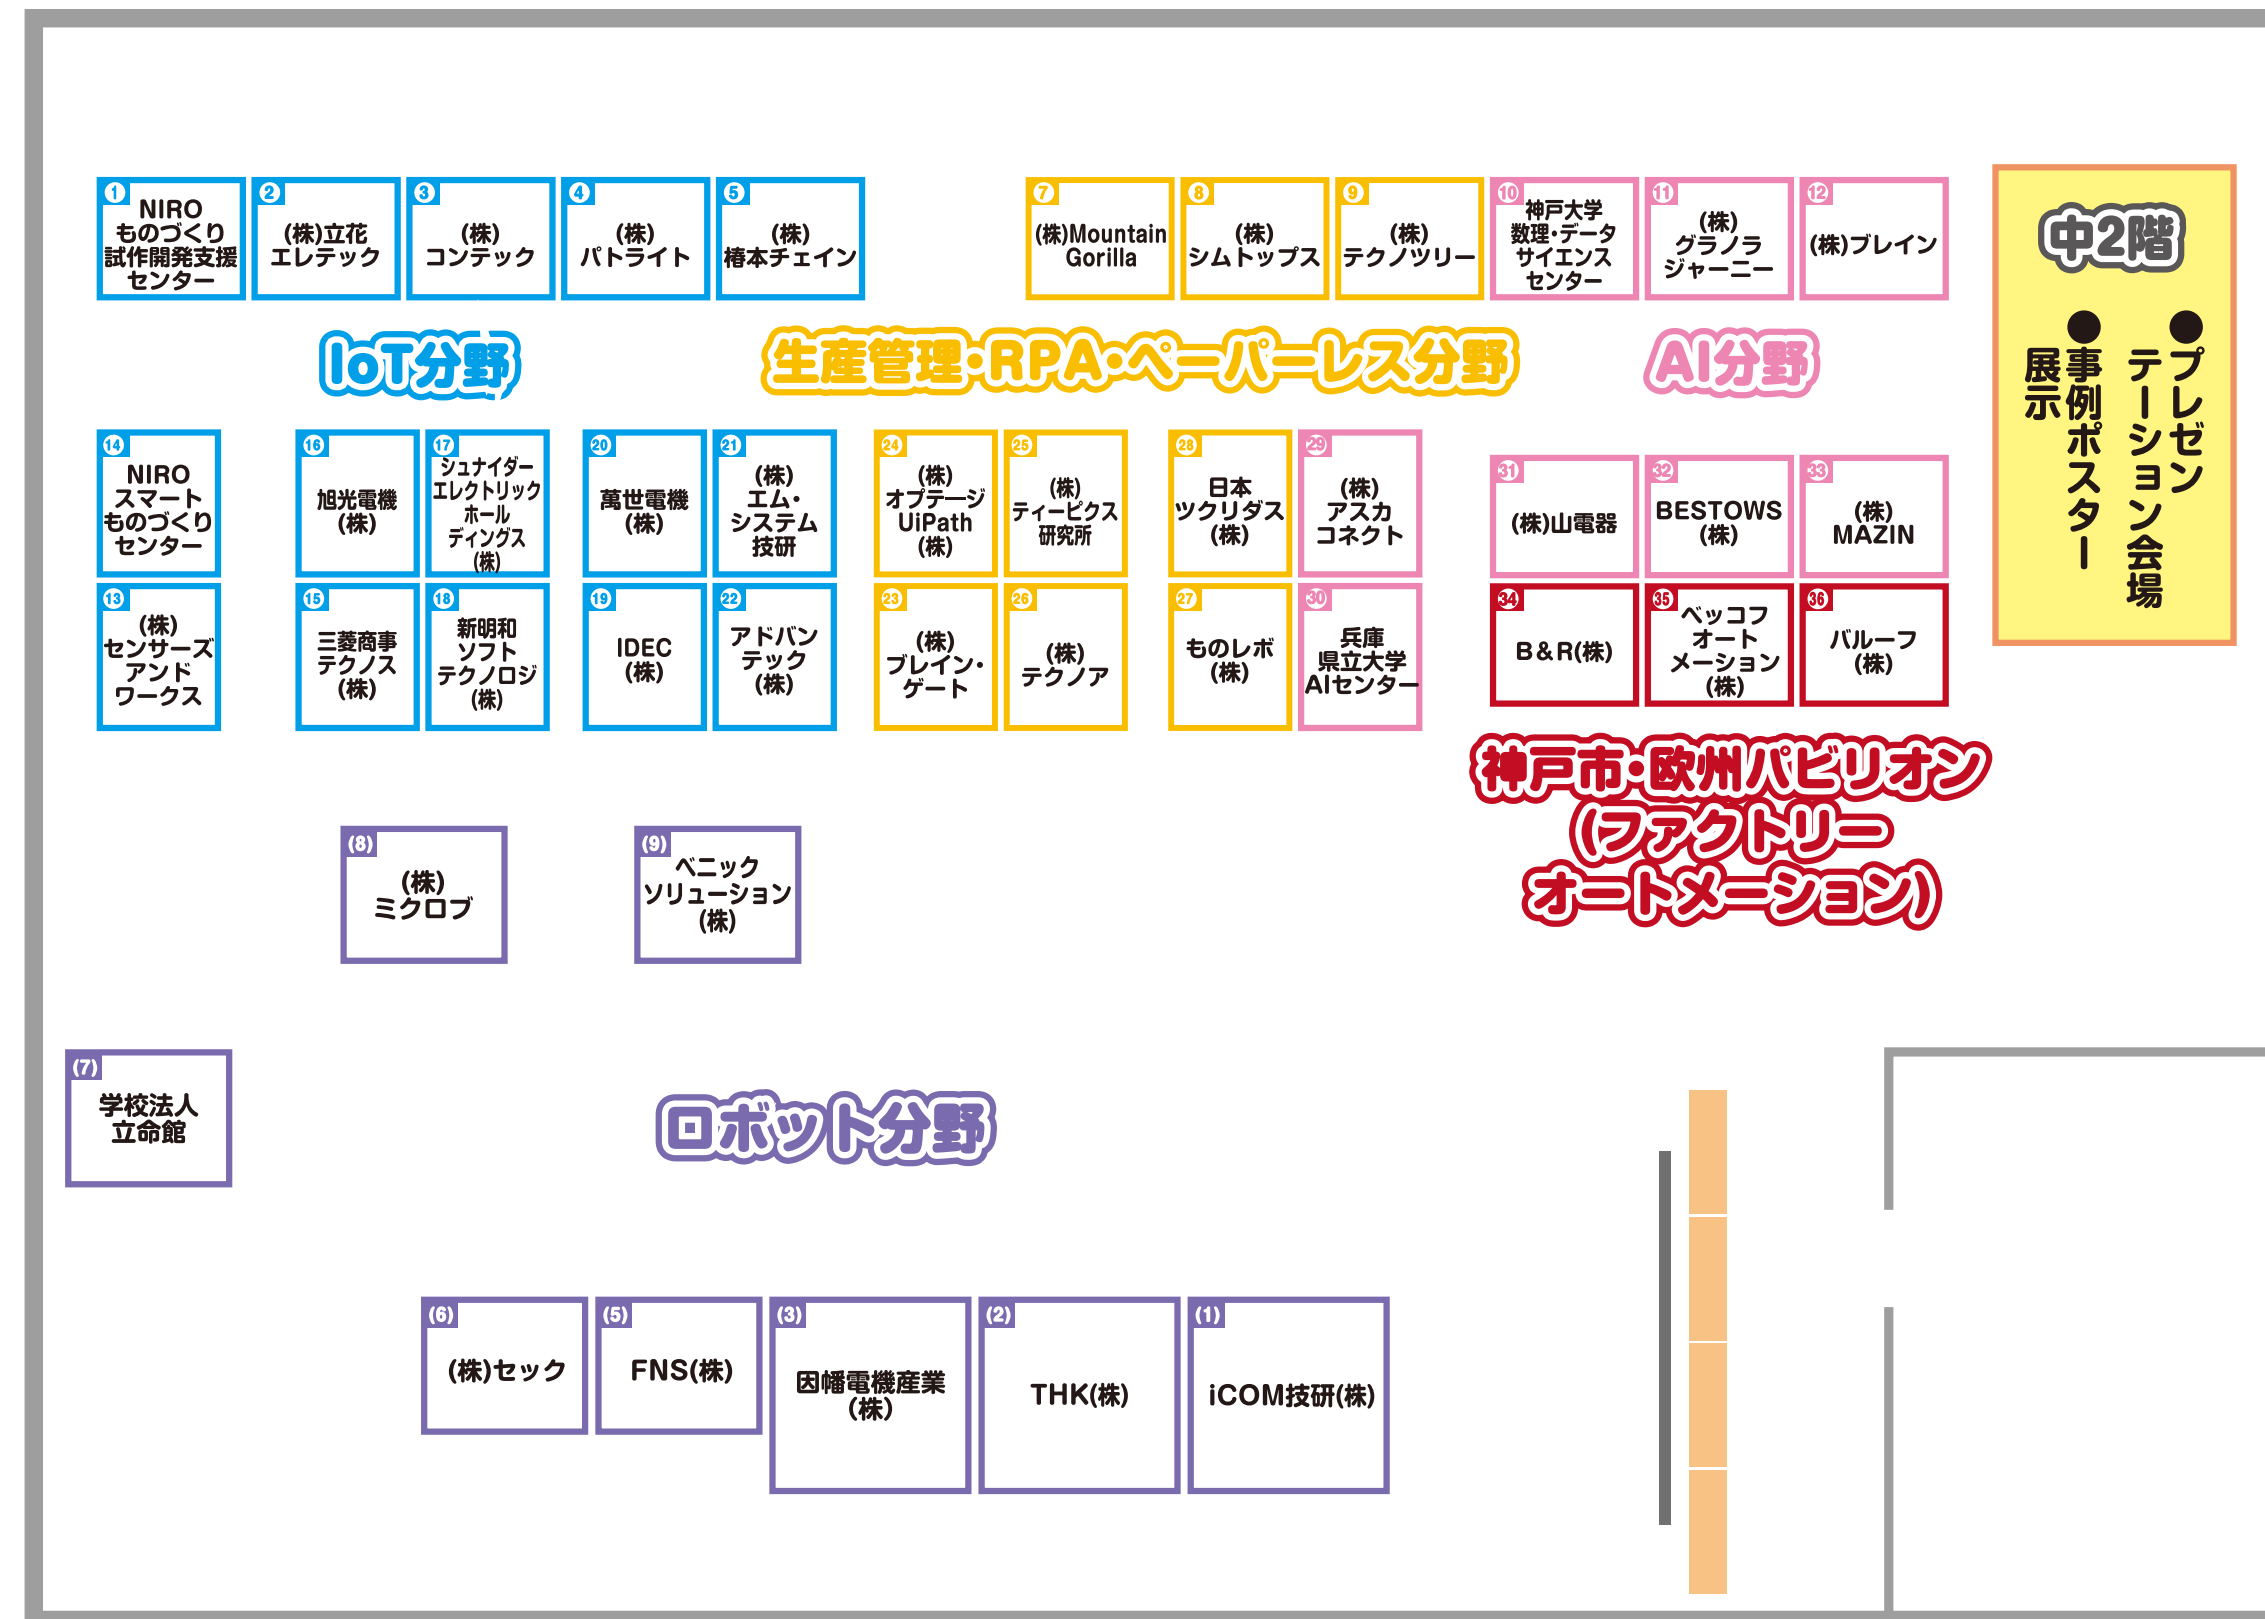 1
NIRO
ものづくり
試作開発支援
センター
2
(株)立花
エレテック
3
(株)
コンテック
4
(株)
パトライト
5
(株)
椿本チェイン
7
(株)Mountain
Gorilla
8
(株)
シムトップス
9
(株)
テクノツリー
10
神戸大学
数理・データ
サイエンス
センター
11
(株)
グラノラ
ジャーニー
12
(株)ブレイン
中2階
●プレゼン
テーション会場
●事例ポスター
展示
IoT分野
生産管理・RPA・ペーパーレス分野
AI分野
14
NIRO
スマート
ものづくり
センター
16
旭光電機
(株)
17
シュナイダー
エレクトリック
ホール
ディングス
(株)
20
萬世電機
(株)
21
(株)
エム・
システム
技研
24
(株)
オプテージ
UiPath
(株)
25
(株)
ティーピクス
研究所
28
日本
ツクリダス
(株)
29
(株)
アスカ
コネクト
31
(株)山電器
32
BESTOWS
(株)
33
(株)
MAZIN
13
(株)
センサーズ
アンド
ワークス
15
三菱商事
テクノス
(株)
18
新明和
ソフト
テクノロジ
(株)
19
IDEC
(株)
22
アドバン
テック
(株)
23
(株)
ブレイン・
ゲート
26
(株)
テクノア
27
ものレボ
(株)
30
兵庫
県立大学
AIセンター
34
B&R(株)
35
ベッコフ
オート
メーション
(株)
36
バルーフ
(株)
神戸市・欧州パビリオン
(ファクトリー
オートメーション)
(8)
(株)
ミクロブ
(9)
ベニック
ソリューション
(株)
(7)
学校法人
立命館
ロボット分野
(6)
(株)セック
(5)
FNS(株)
(3)
因幡電機産業
(株)
(2)
THK(株)
(1)
iCOM技研(株)